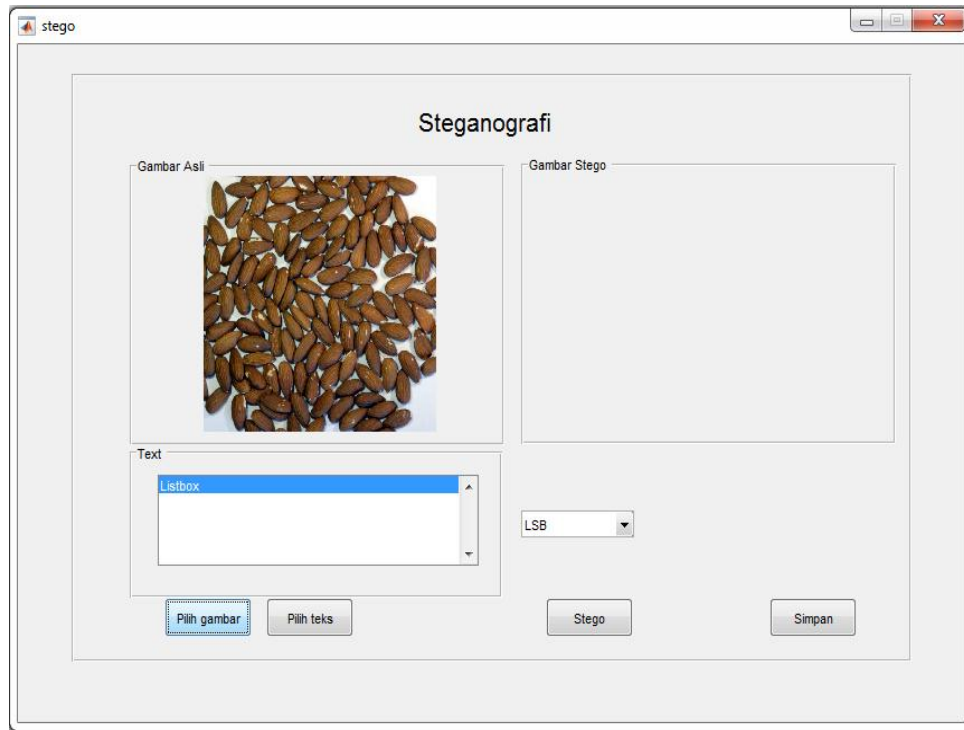 stego
Steganografi
Gambar Asli
Gambar Stego
Text
Listbox
LSB
Pilih gambar
Pilih teks
Stego
Simpan